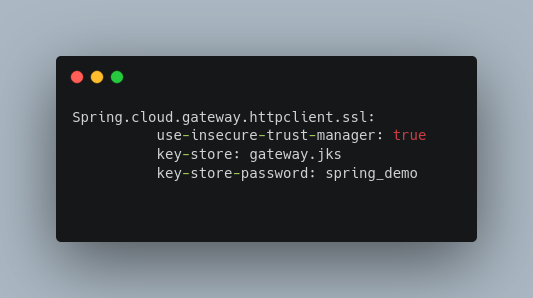 Spring.cloud.gateway.httpclient.ssl:
use-insecure-trust-manager: true
key-store: gateway.jks
key-store-password: spring_demo